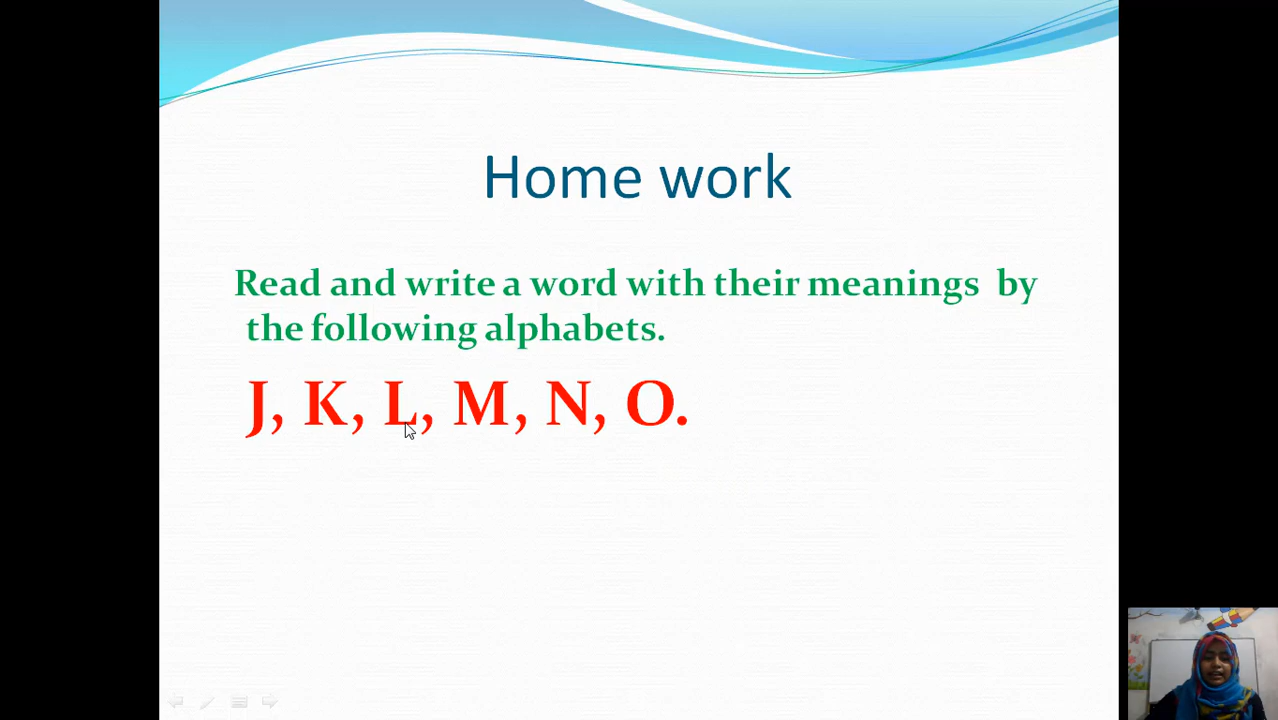 Home work
Read and write a word with their meanings by
the following alphabets.
J, K, L, M, N, O.